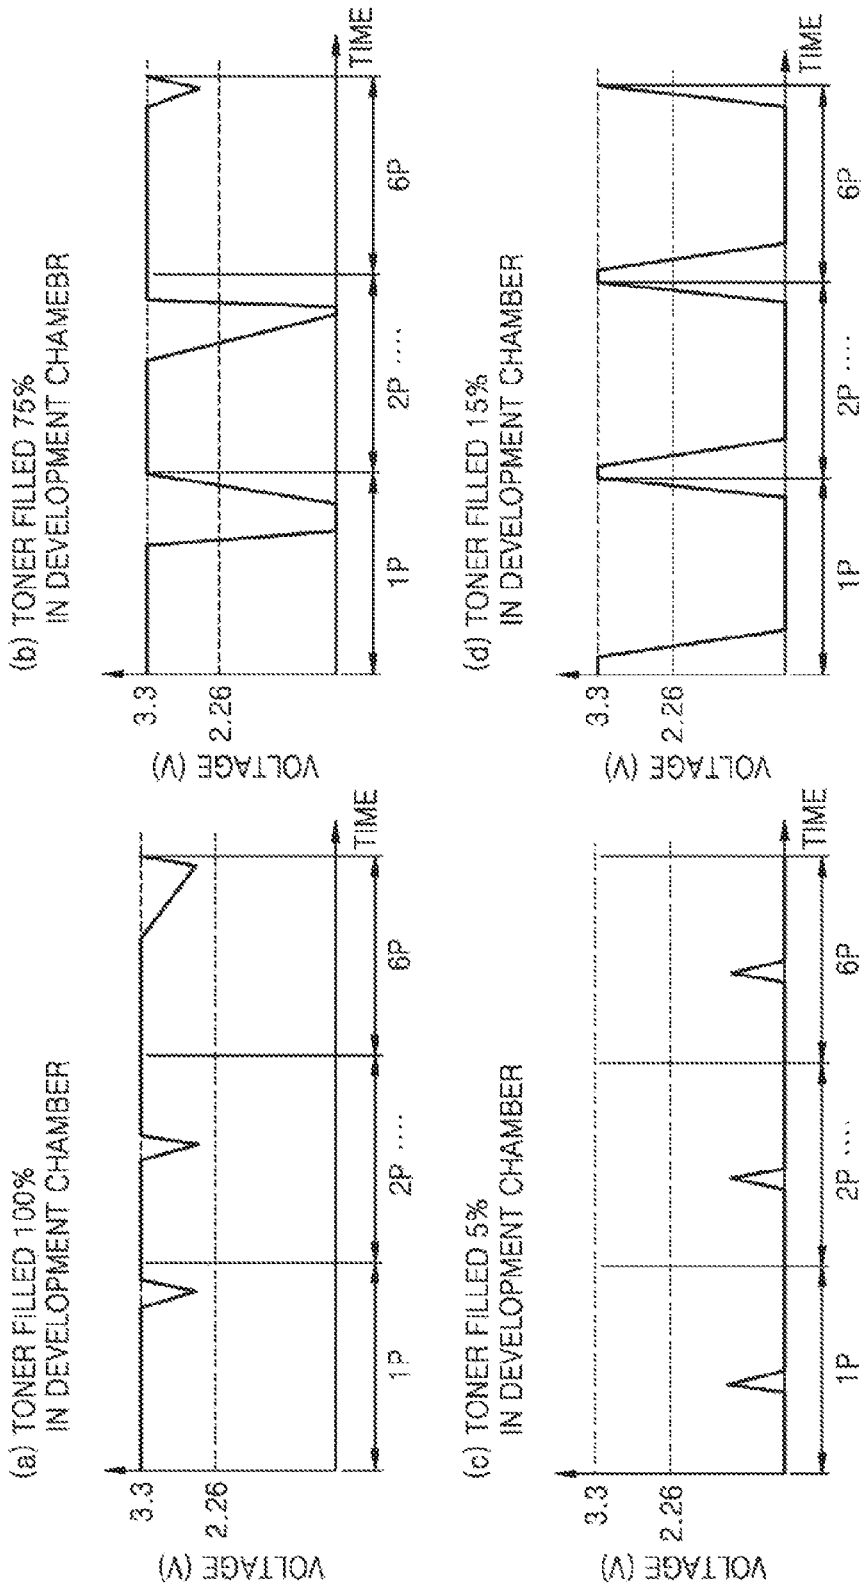 (a) TONER FILLED 100%
IN DEVELOPMENT CHAMBER
VOLTAGE (V)
3.3
2.26
1P
2P ....
6P
TIME
(b) TONER FILLED 75%
IN DEVELOPMENT CHAMEBR
VOLTAGE (V)
3.3
2.26
1P
2P ....
6P
TIME
(c) TONER FILLED 5%
IN DEVELOPMENT CHAMBER
VOLTAGE (V)
3.3
2.26
1P
2P ....
6P
TIME
(d) TONER FILLED 15%
IN DEVELOPMENT CHAMBER
VOLTAGE (V)
3.3
2.26
1P
2P ....
6P
TIME